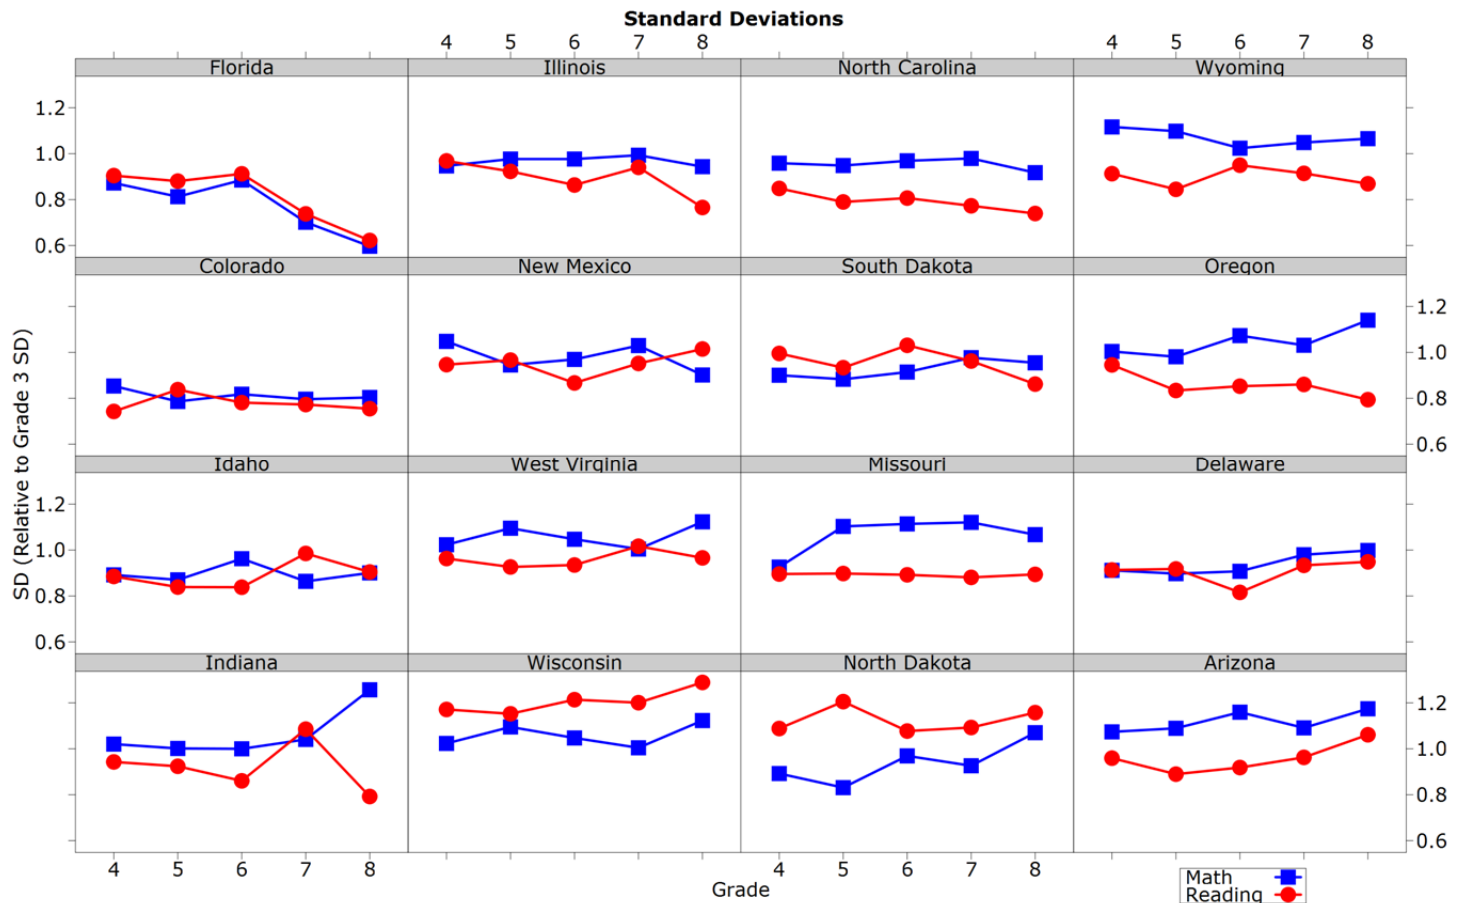 Standard Deviations
4 5 6 7 8 4 5 6 7 8
Florida Illinois North Carolina Wyoming
1.2
1.0
0.8
0.6
Colorado New Mexico South Dakota Oregon
1.2
1.0
0.8
0.6
Idaho West Virginia Missouri Delaware
1.2
1.0
0.8
0.6
Indiana Wisconsin North Dakota Arizona
1.2
1.0
0.8
0.6
SD (Relative to Grade 3 SD)
4 5 6 7 8 4 5 6 7 8
Grade
Math
Reading